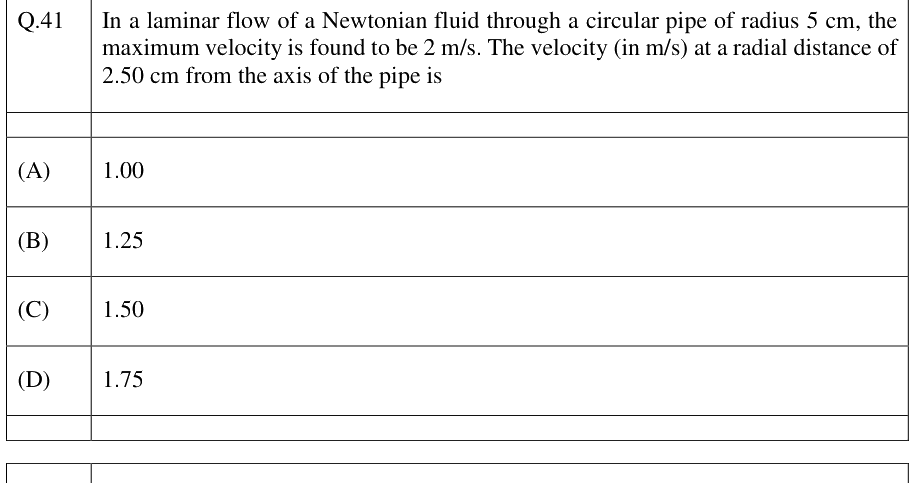 Q.41 In a laminar flow of a Newtonian fluid through a circular pipe of radius 5 cm, the
maximum velocity is found to be 2 m/s. The velocity (in m/s) at a radial distance of
2.50 cm from the axis of the pipe is
(A) 1.00
(B) 1.25
(C) 1.50
(D) 1.75